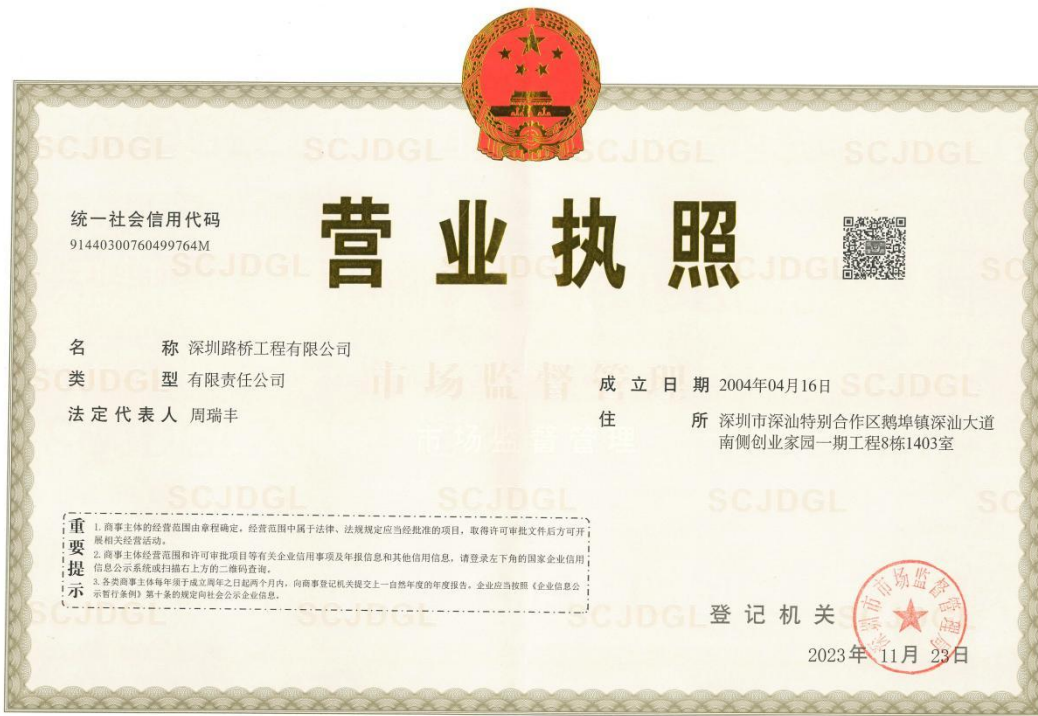 统一社会信用代码
91440300760499764M
营业执照
名 称 深圳路桥工程有限公司
类 型 有限责任公司
法定代表人 周瑞丰
成立日期 2004年04月16日
住 所 深圳市深汕特别合作区鹅埠镇深汕大道
南侧创业家园一期工程8栋1403室
重要提示
1. 商事主体的经营范围由章程确定。经营范围中属于法律、法规规定应当经批准的项目，取得许可审批文件后方可开
展相关经营活动。
2. 商事主体经营范围和许可审批项目等有关企业信用事项及年报信息和其他信用信息，请登录左下角的国家企业信用
信息公示系统或扫描右上方的二维码查询。
3. 各类商事主体每年须于成立周年之日起两个月内，向商事登记机关提交上一自然年度的年度报告。企业应当按照《企业信息公
示暂行条例》第十条的规定向社会公示企业信息。
登记机关
深圳市市场监督管理局
2023年 11月 23日
SCJDGL
市场监督管理